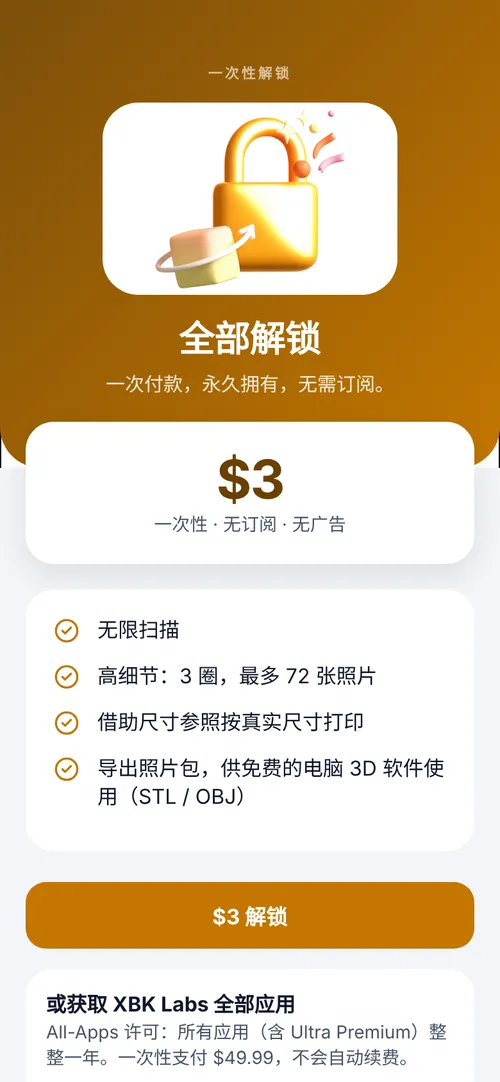 一次性解锁
全部解锁
一次付款，永久拥有，无需订阅。
$3
一次性 · 无订阅 · 无广告
无限扫描
高细节：3 圈，最多 72 张照片
借助尺寸参照按真实尺寸打印
导出照片包，供免费的电脑 3D 软件使
用（STL / OBJ）
$3 解锁
或获取 XBK Labs 全部应用
All-Apps 许可：所有应用（含 Ultra Premium）整
整一年。一次性支付 $49.99，不会自动续费。